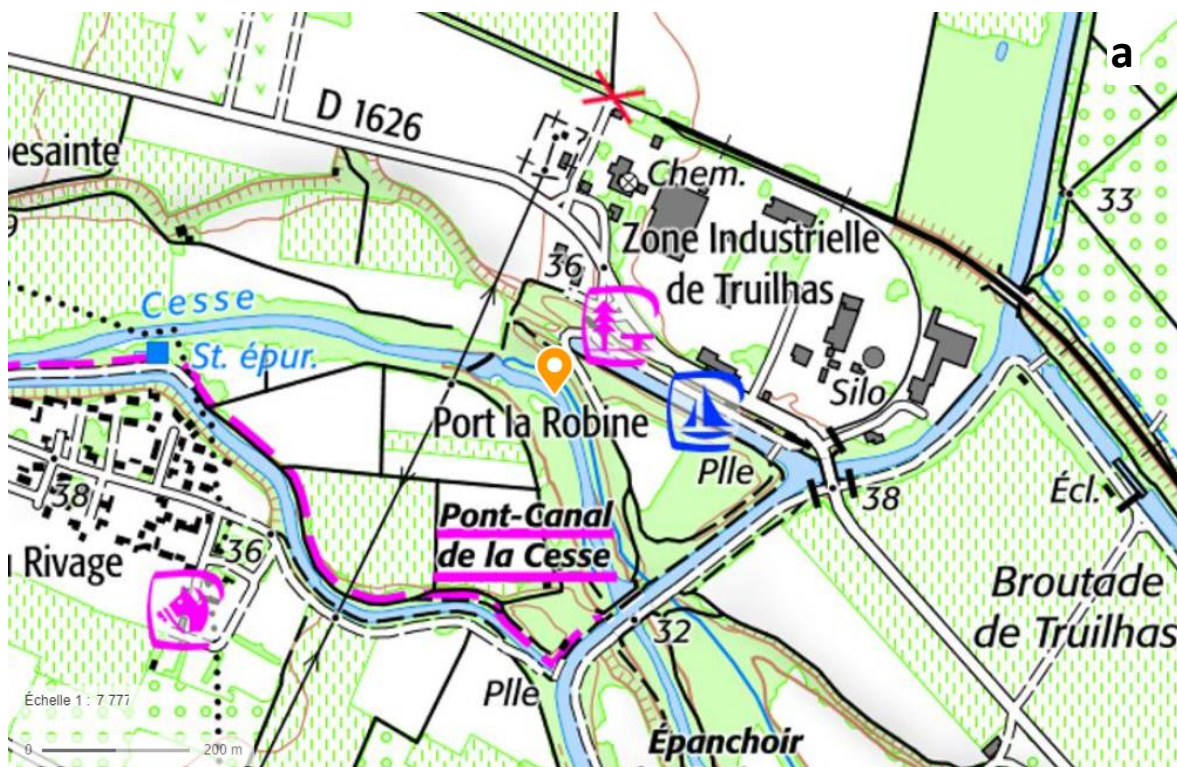 a
D 1626
esainte
Chem.
33
Zone Industrielle
de Truilhas
36
Cesse
St. épur.
Silo
Port la Robine
Plle
38
Écl.
38
Pont-Canal
de la Cesse
36
Rivage
Broutade
de Truilhas
32
Plle
Échelle 1 : 7 777
0 200 m
Épanchoir